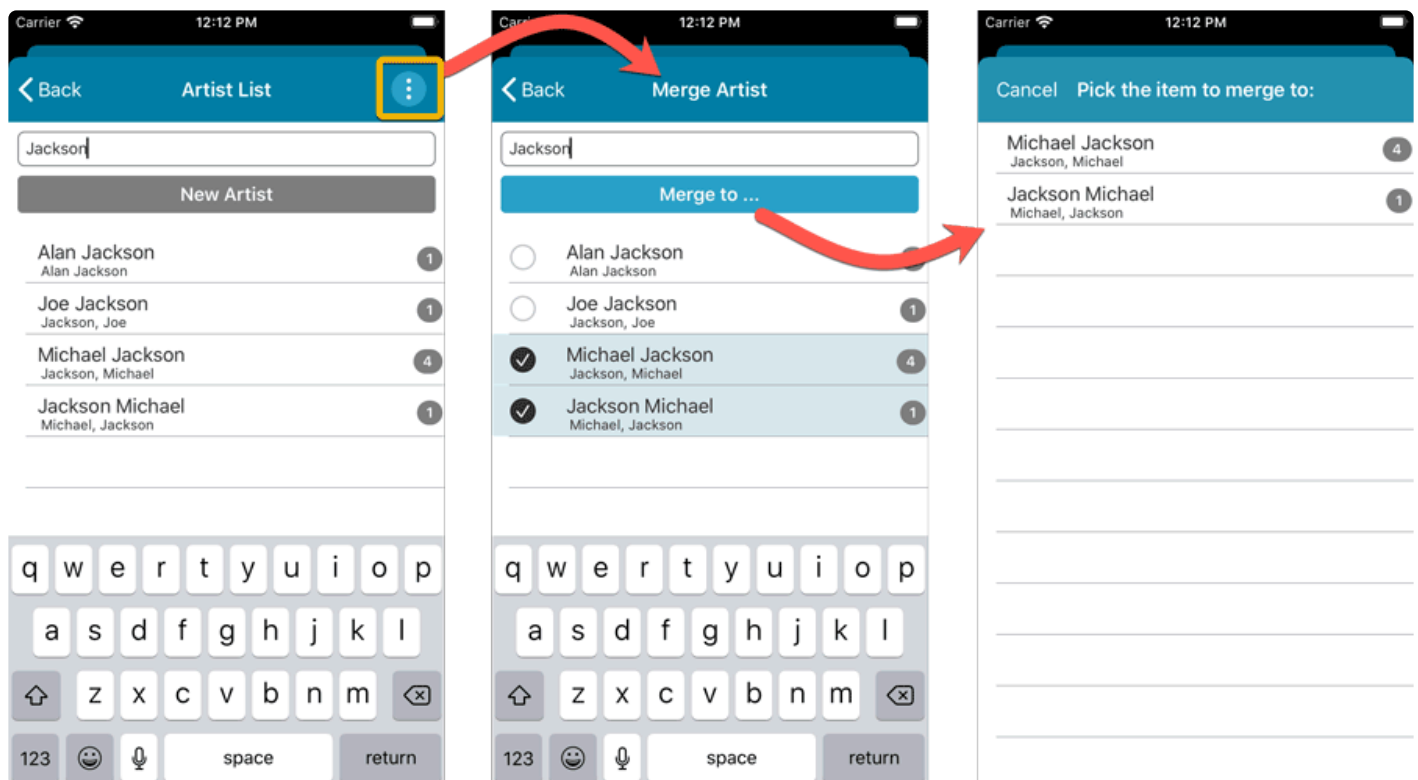 Carrier 12:12 PM
Back Artist List
Jackson
New Artist
Alan Jackson
Alan Jackson
1
Joe Jackson
Jackson, Joe
1
Michael Jackson
Jackson, Michael
4
Jackson Michael
Michael, Jackson
1
q w e r t y u i o p
a s d f g h j k l
z x c v b n m
123 space return
12:12 PM
Back Merge Artist
Jackson
Merge to ...
Alan Jackson
Alan Jackson
Joe Jackson
Jackson, Joe
1
Michael Jackson
Jackson, Michael
4
Jackson Michael
Michael, Jackson
1
q w e r t y u i o p
a s d f g h j k l
z x c v b n m
123 space return
Carrier 12:12 PM
Cancel Pick the item to merge to:
Michael Jackson
Jackson, Michael
4
Jackson Michael
Michael, Jackson
1